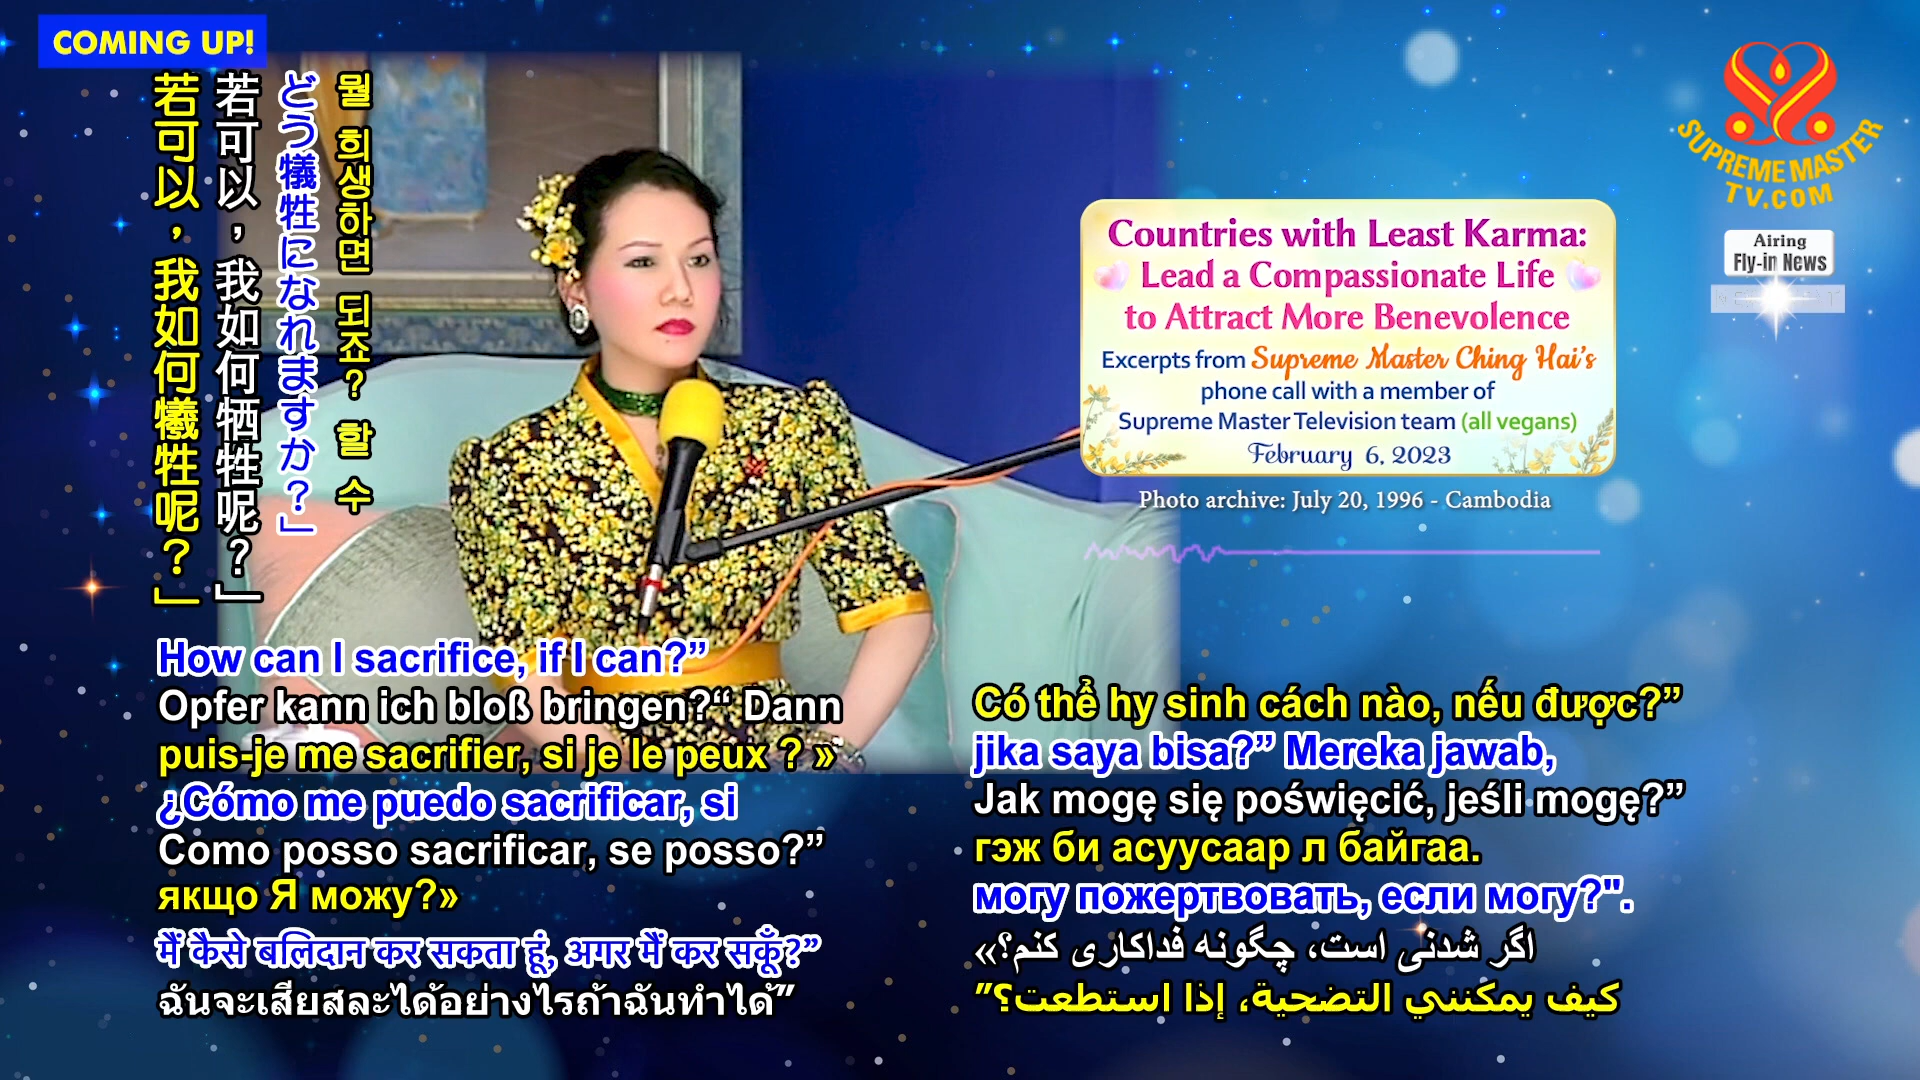 COMING UP!
若可以，我如何犧牲呢？」
若可以，我如何牺牲呢？」
どう犠牲になれますか？」
뭘 희생하면 되죠? 할 수
SUPREME MASTER
TV.COM
Airing
Fly-in News
Countries with Least Karma:
Lead a Compassionate Life
to Attract More Benevolence
Excerpts from Supreme Master Ching Hai’s
phone call with a member of
Supreme Master Television team (all vegans)
February 6, 2023
Photo archive: July 20, 1996 - Cambodia
How can I sacrifice, if I can?”
Opfer kann ich bloß bringen?“ Dann
puis-je me sacrifier, si je le peux ? »
¿Cómo me puedo sacrificar, si
Como posso sacrificar, se posso?”
якщо Я можу?»
मैं कैसे बलिदान कर सकता हूं, अगर मैं कर सकूँ?”
ฉันจะเสียสละได้อย่างไรถ้าฉันทำได้”
Có thể hy sinh cách nào, nếu được?”
jika saya bisa?” Mereka jawab,
Jak mogę się poświęcić, jeśli mogę?”
гэж би асуусаар л байгаа.
могу пожертвовать, если могу?".
اگر شدنی است، چگونه فداکاری کنم؟»
كيف يمكنني التضحية، إذا استطعت؟”